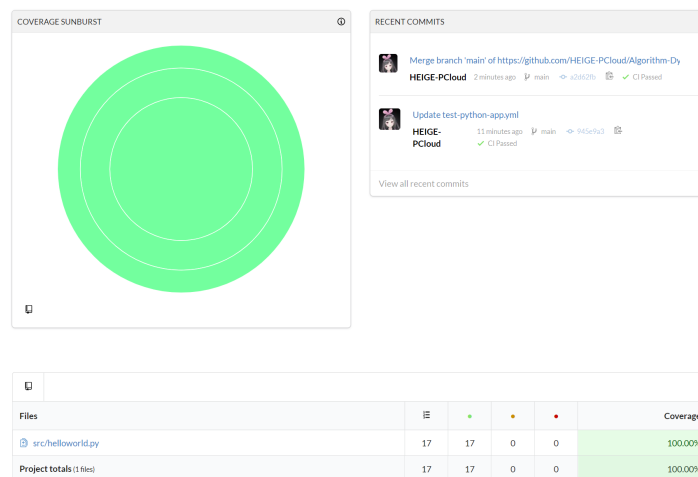 COVERAGE SUNBURST
RECENT COMMITS
Merge branch 'main' of https://github.com/HEIGE-PCloud/Algorithm-Dy
HEIGE-PCloud 2 minutes ago main a2d62fb CI Passed
Update test-python-app.yml
HEIGE-PCloud 11 minutes ago main 945e9a3
CI Passed
View all recent commits
Files Coverage
src/helloworld.py 17 17 0 0 100.00%
Project totals (1 files) 17 17 0 0 100.00%